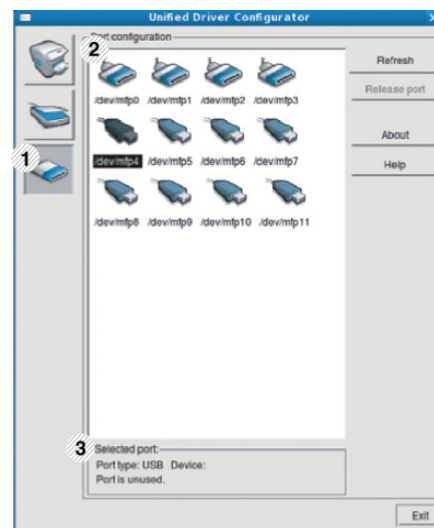 Unified Driver Configurator
2
Port configuration
/dev/mfp0 /dev/mfp1 /dev/mfp2 /dev/mfp3
1
/dev/mfp4 /dev/mfp5 /dev/mfp6 /dev/mfp7
/dev/mfp8 /dev/mfp9 /dev/mfp10 /dev/mfp11
Refresh
Release port
About
Help
3
Selected port:
Port type: USB Device:
Port is unused.
Exit